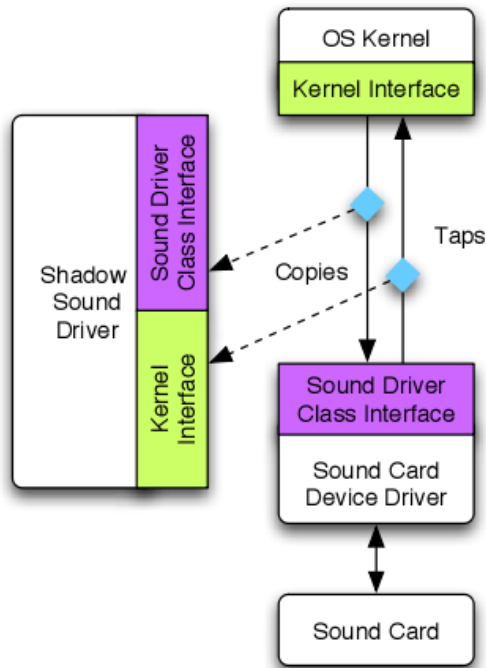 OS Kernel
Kernel Interface
Sound Driver
Class Interface
Shadow
Sound
Driver
Kernel
Interface
Copies
Taps
Sound Driver
Class Interface
Sound Card
Device Driver
Sound Card